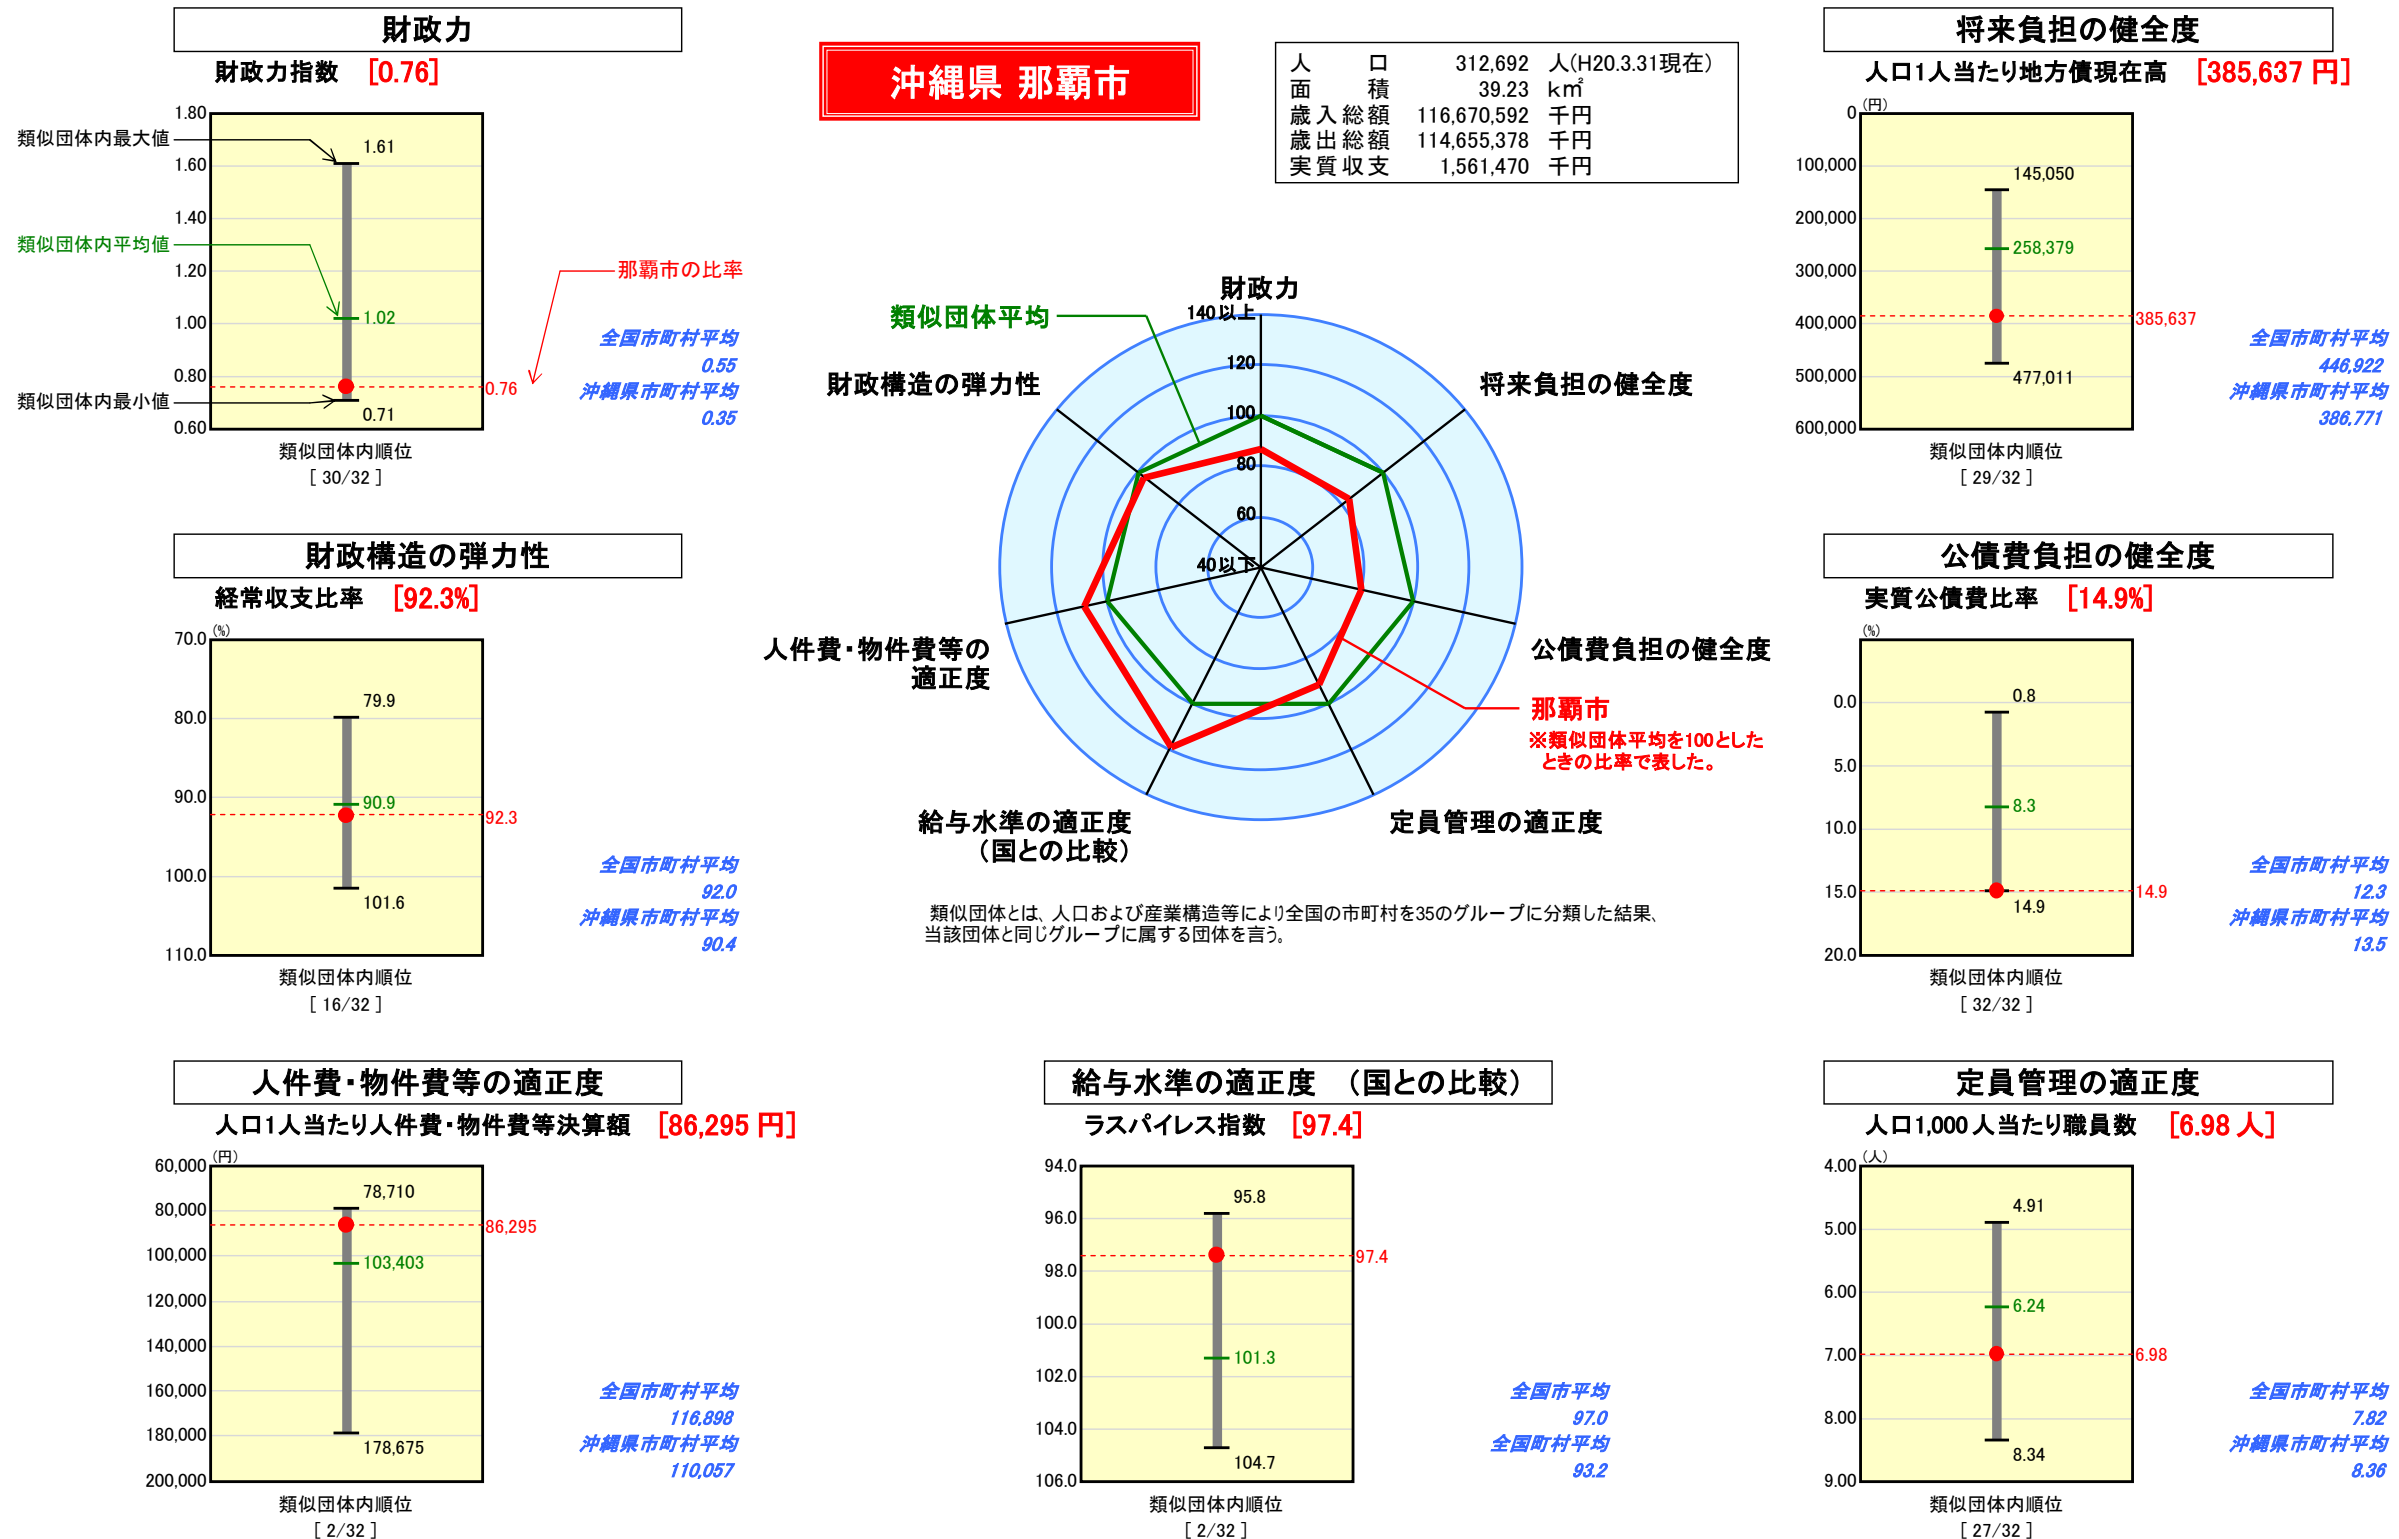 財政力
財政力指数 [0.76]
1.80
1.60
1.40
1.20
1.00
0.80
0.60
類似団体内最大値
類似団体内平均値
類似団体内最小値
1.61
1.02
0.71
0.76
那覇市の比率
全国市町村平均
0.55
沖縄県市町村平均
0.35
類似団体内順位
[ 30/32 ]
沖縄県 那覇市
人口 312,692 人(H20.3.31現在)
面積 39.23 k㎡
歳入総額 116,670,592 千円
歳出総額 114,655,378 千円
実質収支 1,561,470 千円
将来負担の健全度
人口1人当たり地方債現在高 [385,637 円]
(円)
0
100,000
200,000
300,000
400,000
500,000
600,000
145,050
258,379
477,011
385,637
全国市町村平均
446,922
沖縄県市町村平均
386,771
類似団体内順位
[ 29/32 ]
財政構造の弾力性
経常収支比率 [92.3%]
(%)
70.0
80.0
90.0
100.0
110.0
79.9
90.9
101.6
92.3
全国市町村平均
92.0
沖縄県市町村平均
90.4
類似団体内順位
[ 16/32 ]
類似団体平均
財政力
140以上
120
100
80
60
40以下
財政構造の弾力性
将来負担の健全度
人件費・物件費等の
適正度
公債費負担の健全度
那覇市
※類似団体平均を100とした
ときの比率で表した。
給与水準の適正度
(国との比較)
定員管理の適正度
類似団体とは、人口および産業構造等により全国の市町村を35のグループに分類した結果、
当該団体と同じグループに属する団体を言う。
公債費負担の健全度
実質公債費比率 [14.9%]
(%)
0.0
5.0
10.0
15.0
20.0
0.8
8.3
14.9
14.9
全国市町村平均
12.3
沖縄県市町村平均
13.5
類似団体内順位
[ 32/32 ]
人件費・物件費等の適正度
人口1人当たり人件費・物件費等決算額 [86,295 円]
(円)
60,000
80,000
100,000
120,000
140,000
160,000
180,000
200,000
78,710
103,403
178,675
86,295
全国市町村平均
116,898
沖縄県市町村平均
110,057
類似団体内順位
[ 2/32 ]
給与水準の適正度 (国との比較)
ラスパイレス指数 [97.4]
94.0
96.0
98.0
100.0
102.0
104.0
106.0
95.8
101.3
104.7
97.4
全国市平均
97.0
全国町村平均
93.2
類似団体内順位
[ 2/32 ]
定員管理の適正度
人口1,000人当たり職員数 [6.98 人]
(人)
4.00
5.00
6.00
7.00
8.00
9.00
4.91
6.24
8.34
6.98
全国市町村平均
7.82
沖縄県市町村平均
8.36
類似団体内順位
[ 27/32 ]